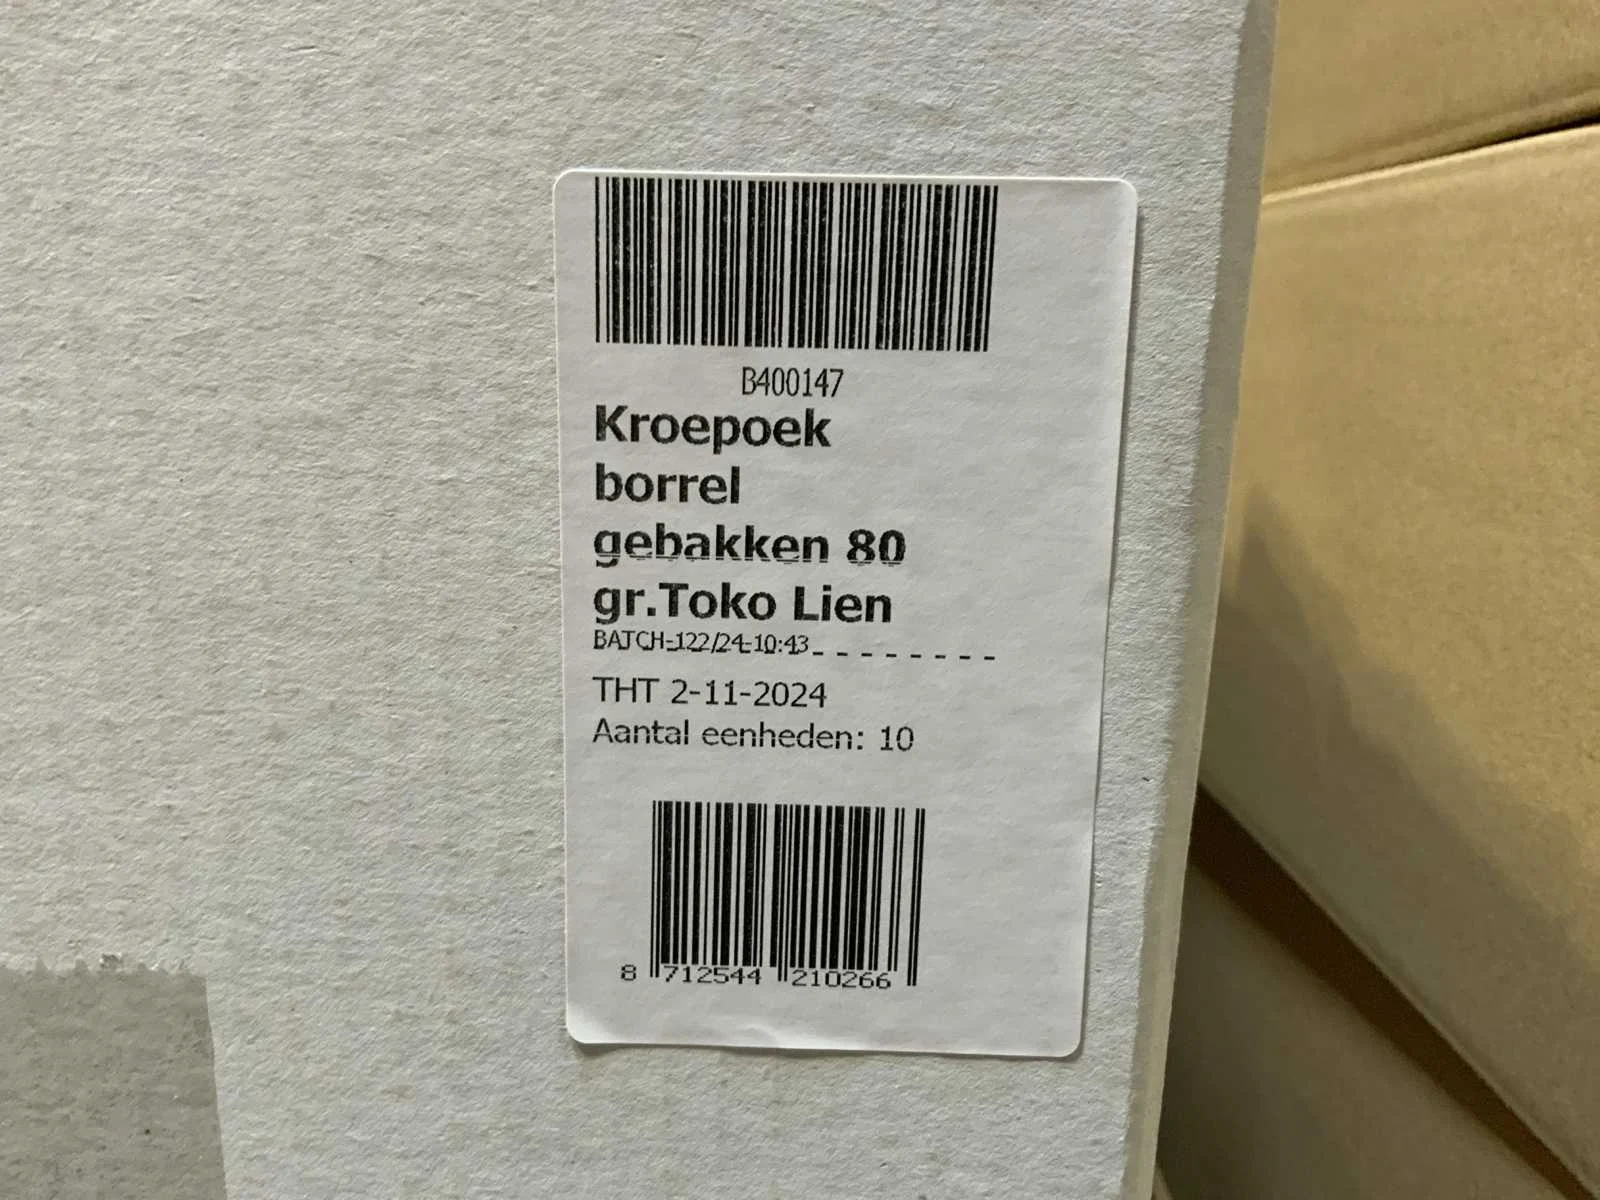 B400147
Kroepoek
borrel
gebakken 80
gr.Toko Lien
BATCH-122/24-10:43_ _ _ _ _ _ _ _ _
THT 2-11-2024
Aantal eenheden: 10
8 712544 210266